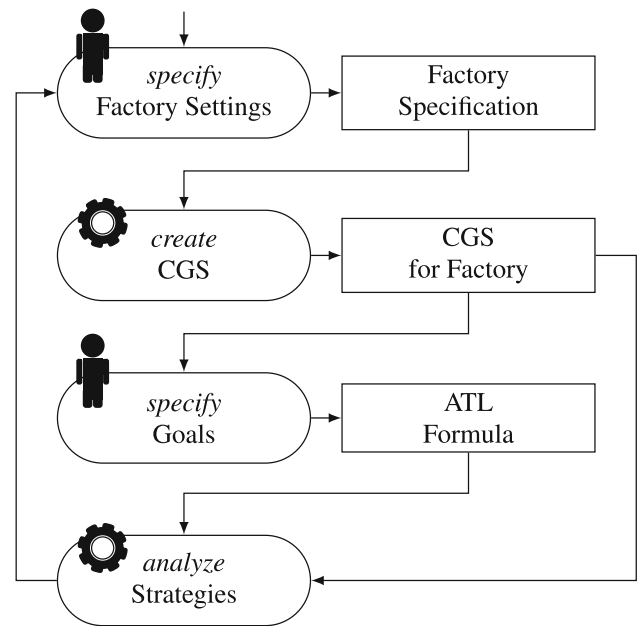 specify
Factory Settings
Factory
Specification
create
CGS
CGS
for Factory
specify
Goals
ATL
Formula
analyze
Strategies